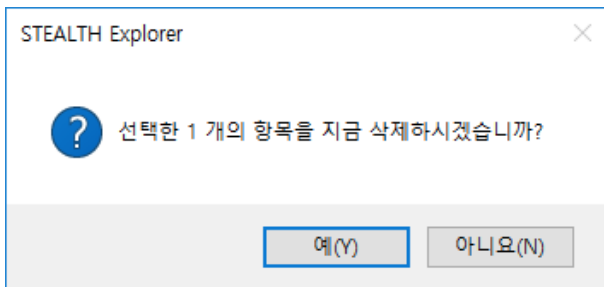 STEALTH Explorer
선택한 1 개의 항목을 지금 삭제하시겠습니까?
예(Y)
아니요(N)